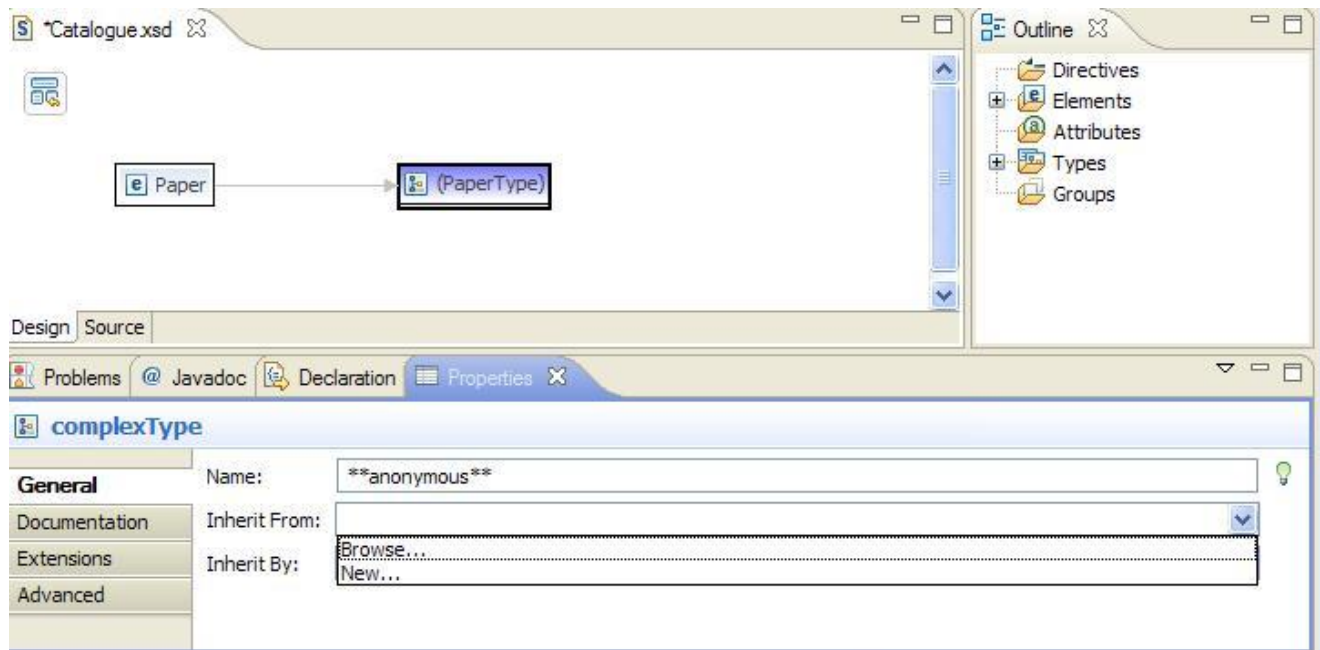 *Catalogue.xsd
Paper
(PaperType)
Design Source
Outline
Directives
Elements
Attributes
Types
Groups
Problems @ Javadoc Declaration Properties
complexType
General
Documentation
Extensions
Advanced
Name: **anonymous**
Inherit From:
Browse...
New...
Inherit By: